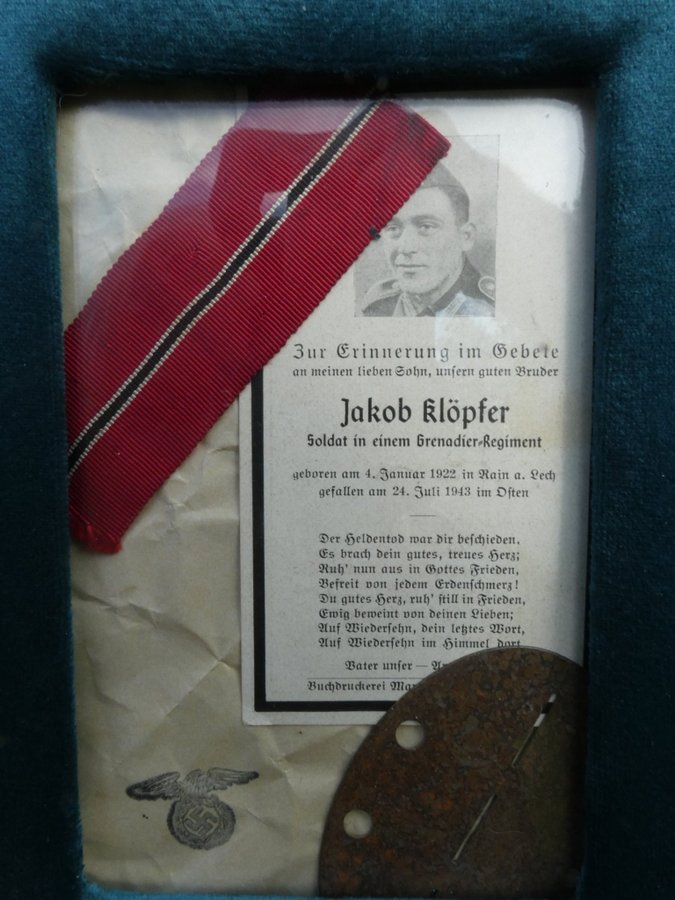 Zur Erinnerung im Gebete
an meinen lieben Sohn, unsern guten Bruder
Jakob Klöpfer
Soldat in einem Grenadier-Regiment
geboren am 4. Januar 1922 in Rain a. Lech
gefallen am 24. Juli 1943 im Osten
Der Heldentod war dir beschieden,
Es brach dein gutes, treues Herz;
Ruh' nun aus in Gottes Frieden,
Befreit von jedem Erdenschmerz!
Du gutes Herz, ruh' still in Frieden,
Ewig beweint von deinen Lieben;
Auf Wiedersehn, dein letztes Wort,
Auf Wiedersehn im Himmel dort
Vater unser —
Buchdruckerei